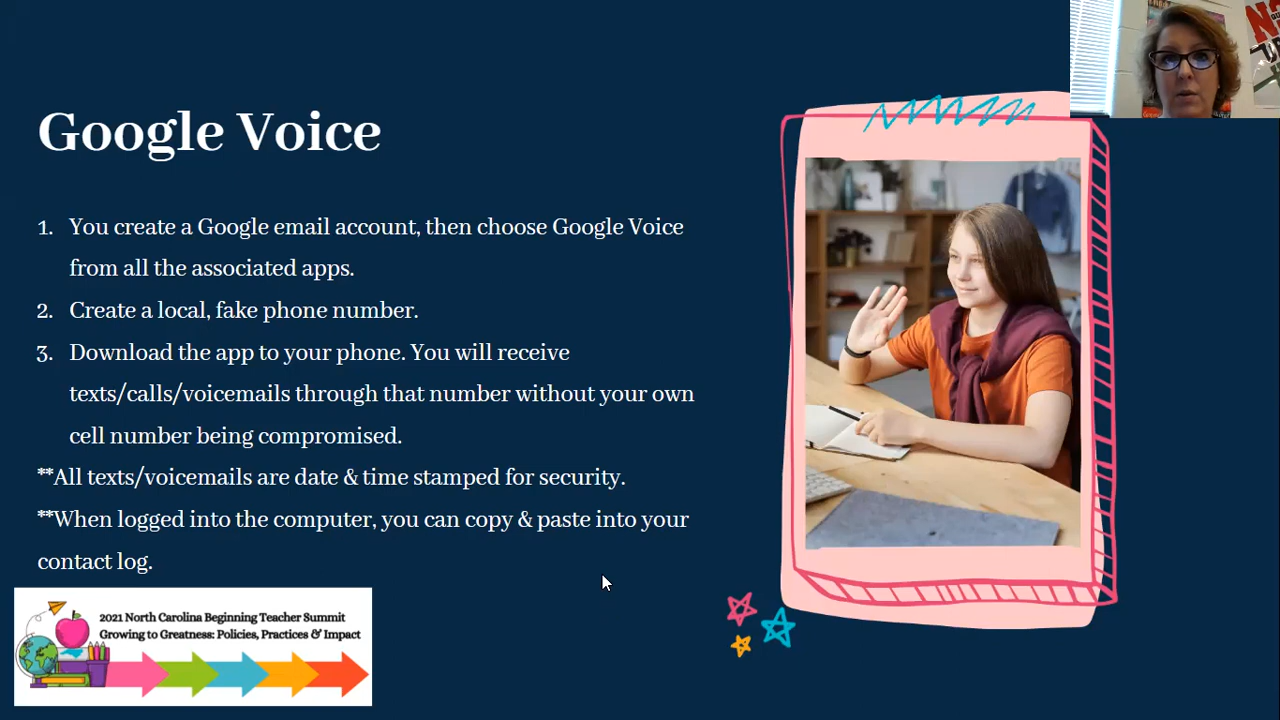 Google Voice
1. You create a Google email account, then choose Google Voice
from all the associated apps.
2. Create a local, fake phone number.
3. Download the app to your phone. You will receive
texts/calls/voicemails through that number without your own
cell number being compromised.
**All texts/voicemails are date & time stamped for security.
**When logged into the computer, you can copy & paste into your
contact log.
2021 North Carolina Beginning Teacher Summit
Growing to Greatness: Policies, Practices & Impact